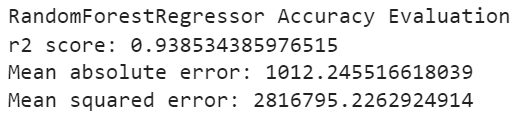 RandomForestRegressor Accuracy Evaluation
r2 score: 0.938534385976515
Mean absolute error: 1012.245516618039
Mean squared error: 2816795.2262924914